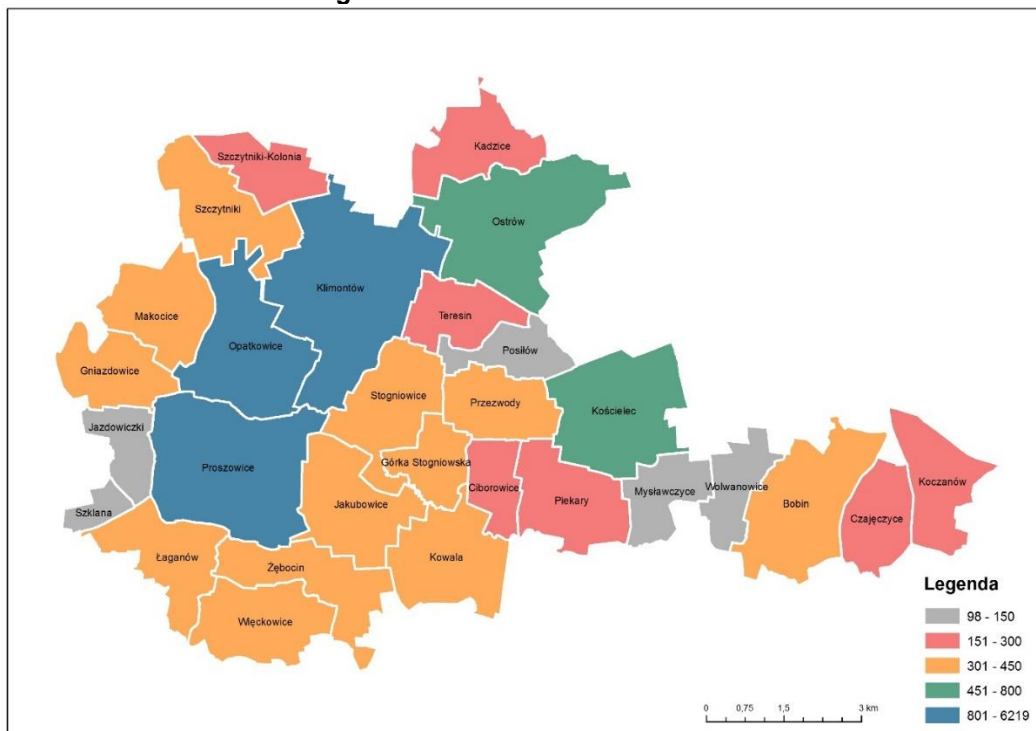 Kadzice
Szczytniki-Kolonia
Szczytniki
Ostrów
Klimontów
Makocice
Teresin
Opatkowice
Posiłów
Gniazdowice
Stogniowice
Przezwody
Kościelec
Jazdowiczki
Proszowice
Górka Stogniowska
Ciborowice
Piekary
Mysławczyce
Wolwanowice
Koczanów
Szklana
Jakubowice
Bobin
Czajęczyce
Łaganów
Żębocin
Kowala
Więckowice
Legenda
98 - 150
151 - 300
301 - 450
451 - 800
801 - 6219
0 0,75 1,5 3 km